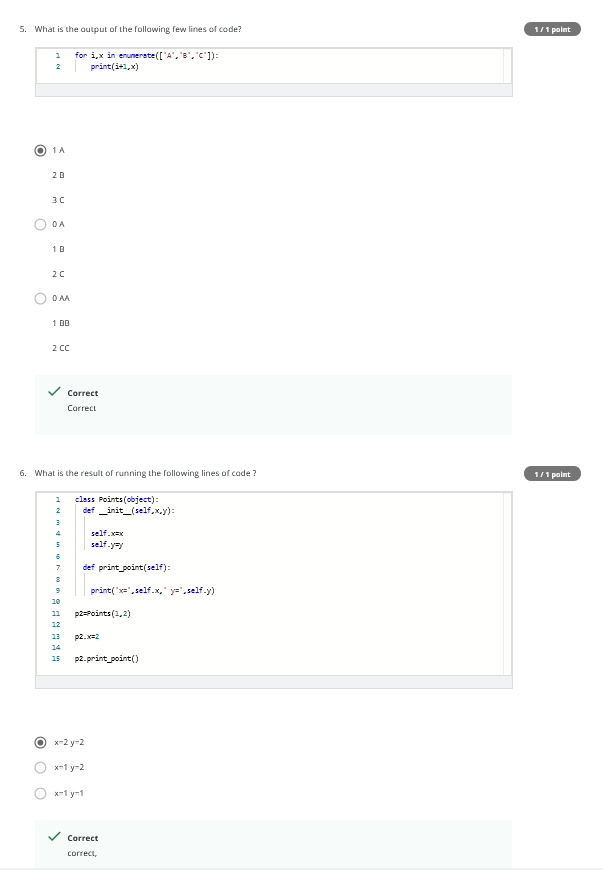 5. What is the output of the following few lines of code?
1 / 1 point
1 for i,x in enumerate(['A','B','C']):
2 print(i+1,x)
1 A
2 B
3 C
0 A
1 B
2 C
0 AA
1 BB
2 CC
Correct
Correct
6. What is the result of running the following lines of code ?
1 / 1 point
1 class Points(object):
2 def __init__(self,x,y):
3
4 self.x=x
5 self.y=y
6
7 def print_point(self):
8
9 print('x=',self.x,' y=',self.y)
10
11 p2=Points(1,2)
12
13 p2.x=2
14
15 p2.print_point()
x=2 y=2
x=1 y=2
x=1 y=1
Correct
correct,